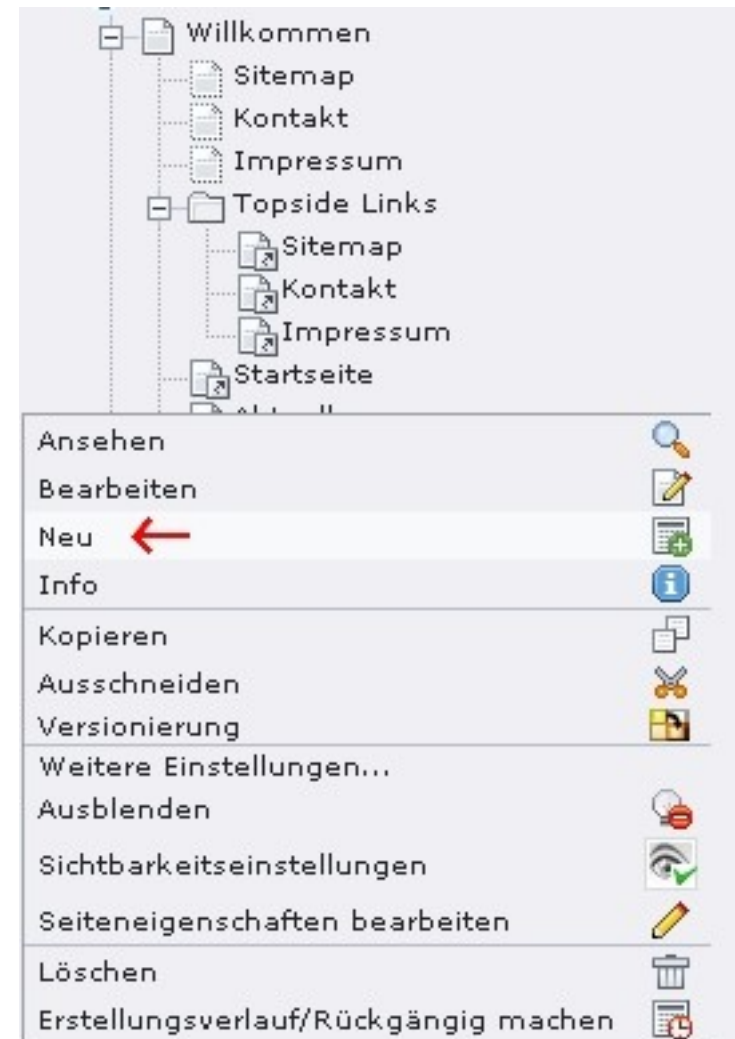 Willkommen
Sitemap
Kontakt
Impressum
Topside Links
Sitemap
Kontakt
Impressum
Startseite
Ansehen
Bearbeiten
Neu
Info
Kopieren
Ausschneiden
Versionierung
Weitere Einstellungen...
Ausblenden
Sichtbarkeitseinstellungen
Seiteneigenschaften bearbeiten
Löschen
Erstellungsverlauf/Rückgängig machen